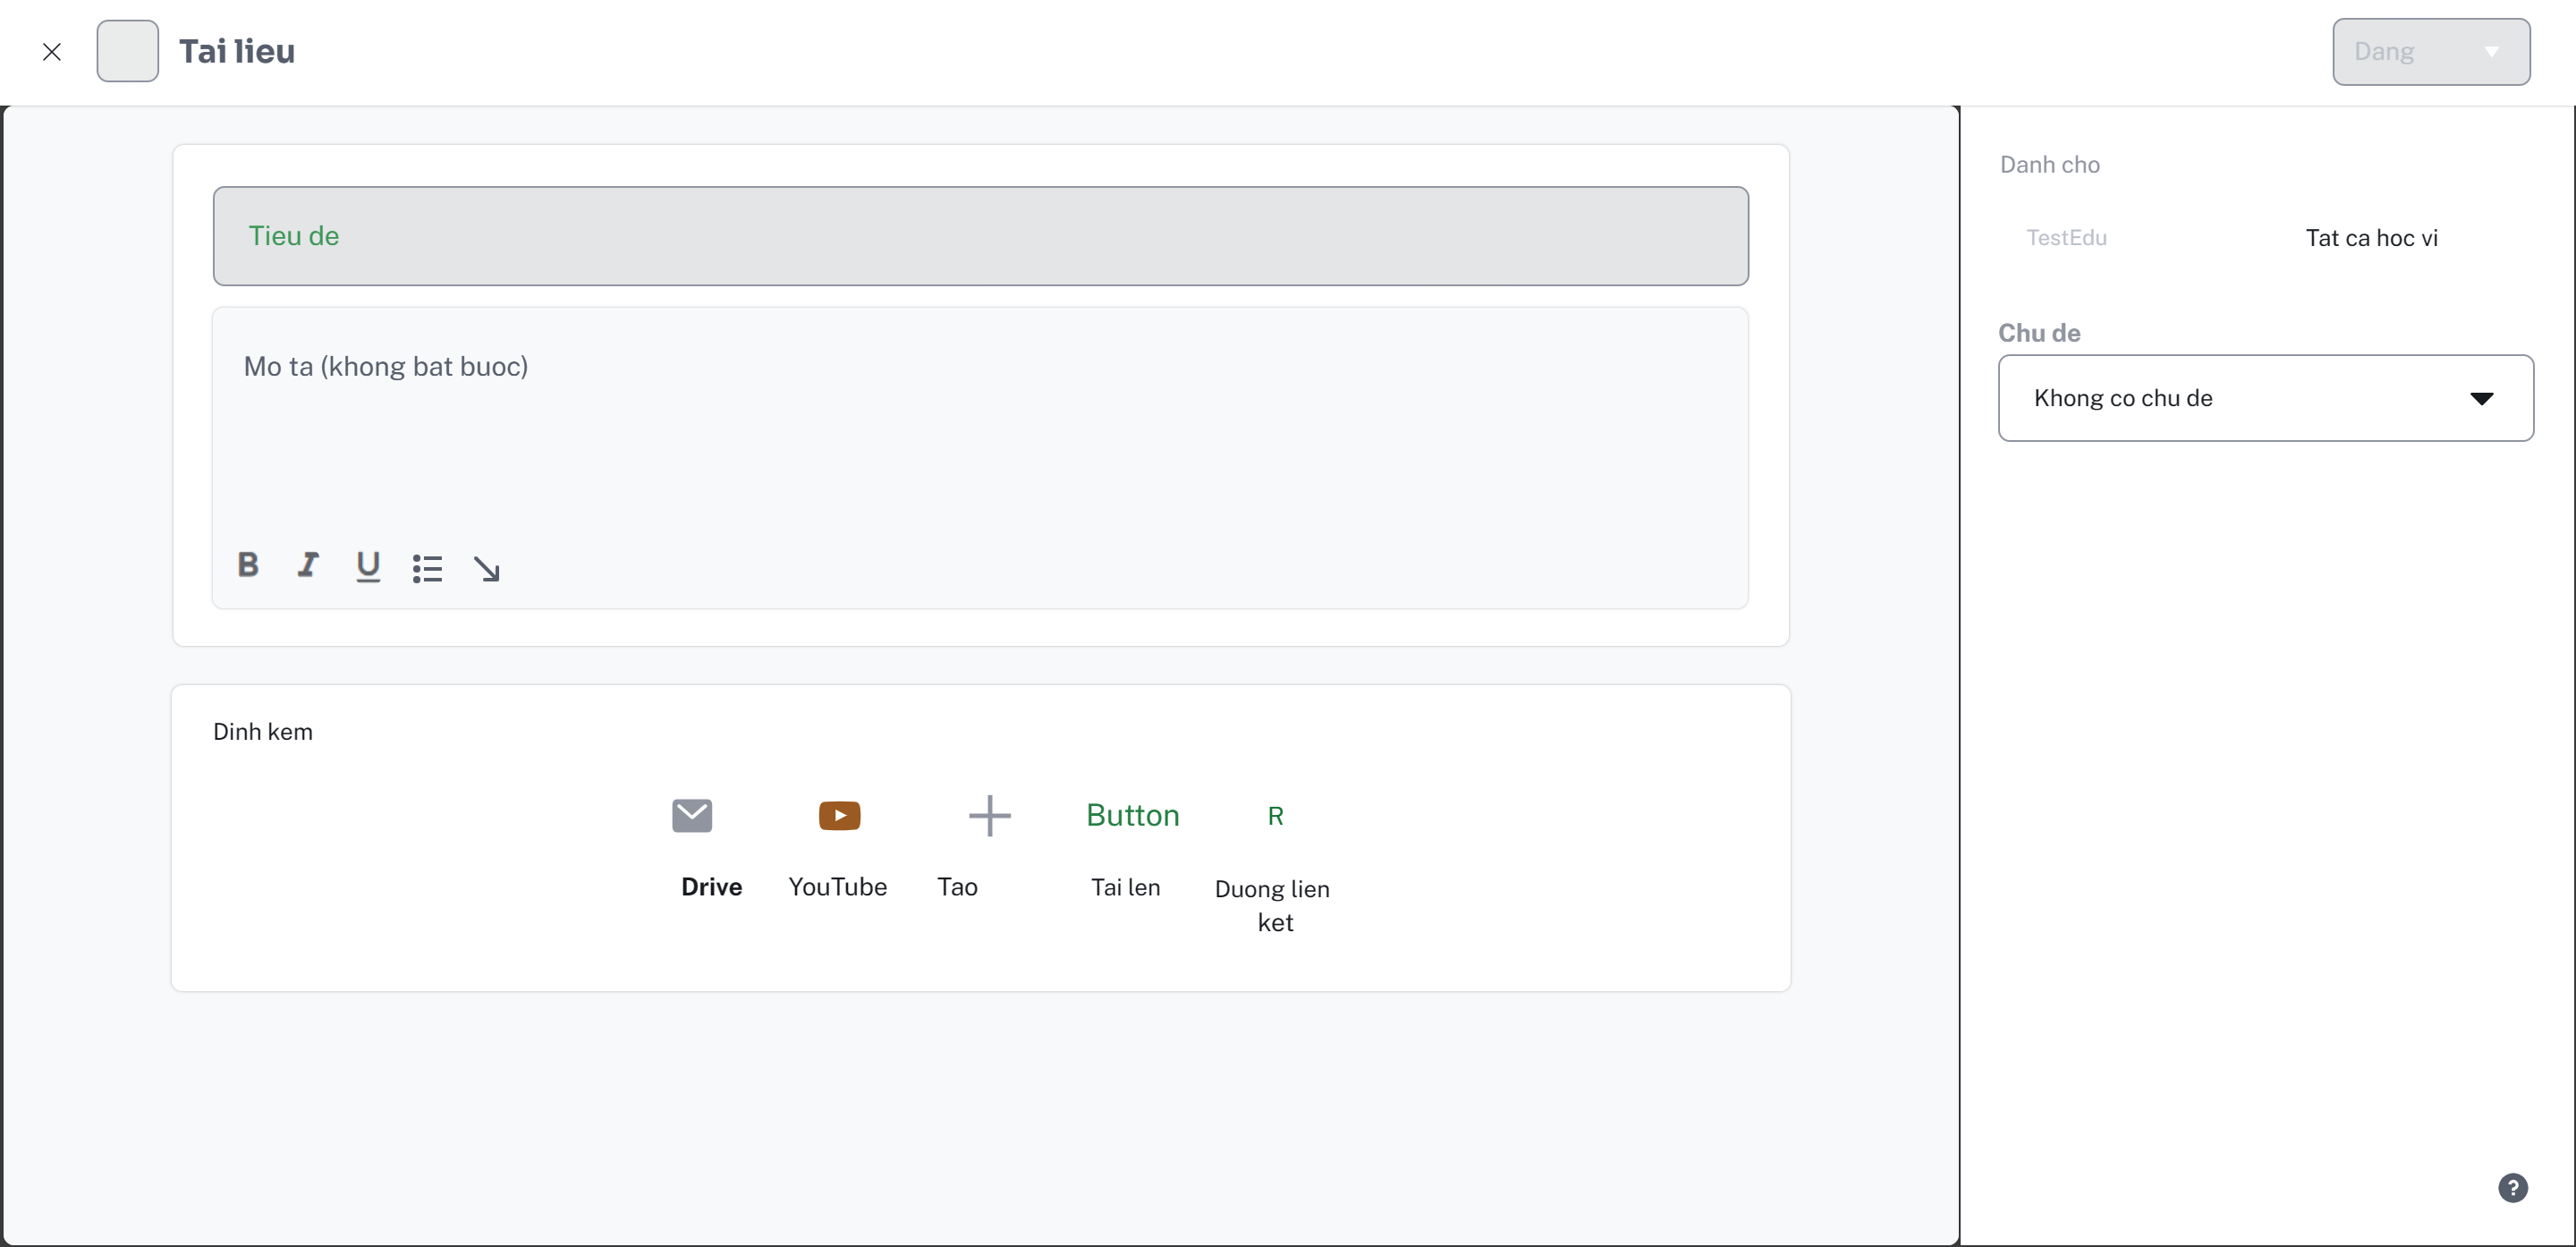 Tai lieu
Dang
Tieu de
Mo ta (khong bat buoc)
B I U
Dinh kem
Button R
Drive YouTube Tao Tai len Duong lien
ket
Danh cho
TestEdu Tat ca hoc vi
Chu de
Khong co chu de
?